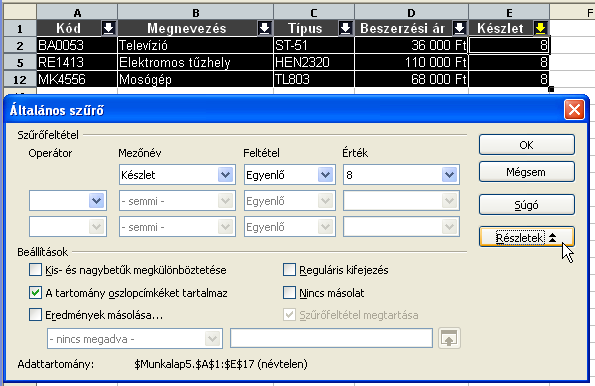 A B C D E F
1 Kód Megnevezés Típus Beszerzési ár Készlet
2 BA0053 Televízió ST-51 36 000 Ft 8
5 RE1413 Elektromos tűzhely HEN2320 110 000 Ft 8
12 MK4556 Mosógép TL803 68 000 Ft 8
Általános szűrő
Szűrőfeltétel
Operátor Mezőnév Feltétel Érték
Készlet Egyenlő 8
- semmi - Egyenlő
- semmi - Egyenlő
OK
Mégsem
Súgó
Részletek
Beállítások
Kis- és nagybetűk megkülönböztetése Reguláris kifejezés
A tartomány oszlopcímkéket tartalmaz Nincs másolat
Eredmények másolása... Szűrőfeltétel megtartása
- nincs megadva -
Adattartomány: $Munkalap5.$A$1:$E$17 (névtelen)